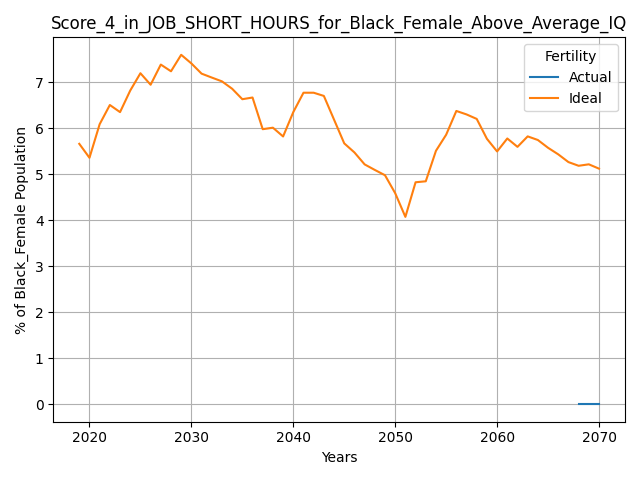 Score_4_in_JOB_SHORT_HOURS_for_Black_Female_Above_Average_IQ
Fertility
Actual
Ideal
% of Black_Female Population
7
6
5
4
3
2
1
0
2020 2030 2040 2050 2060 2070
Years